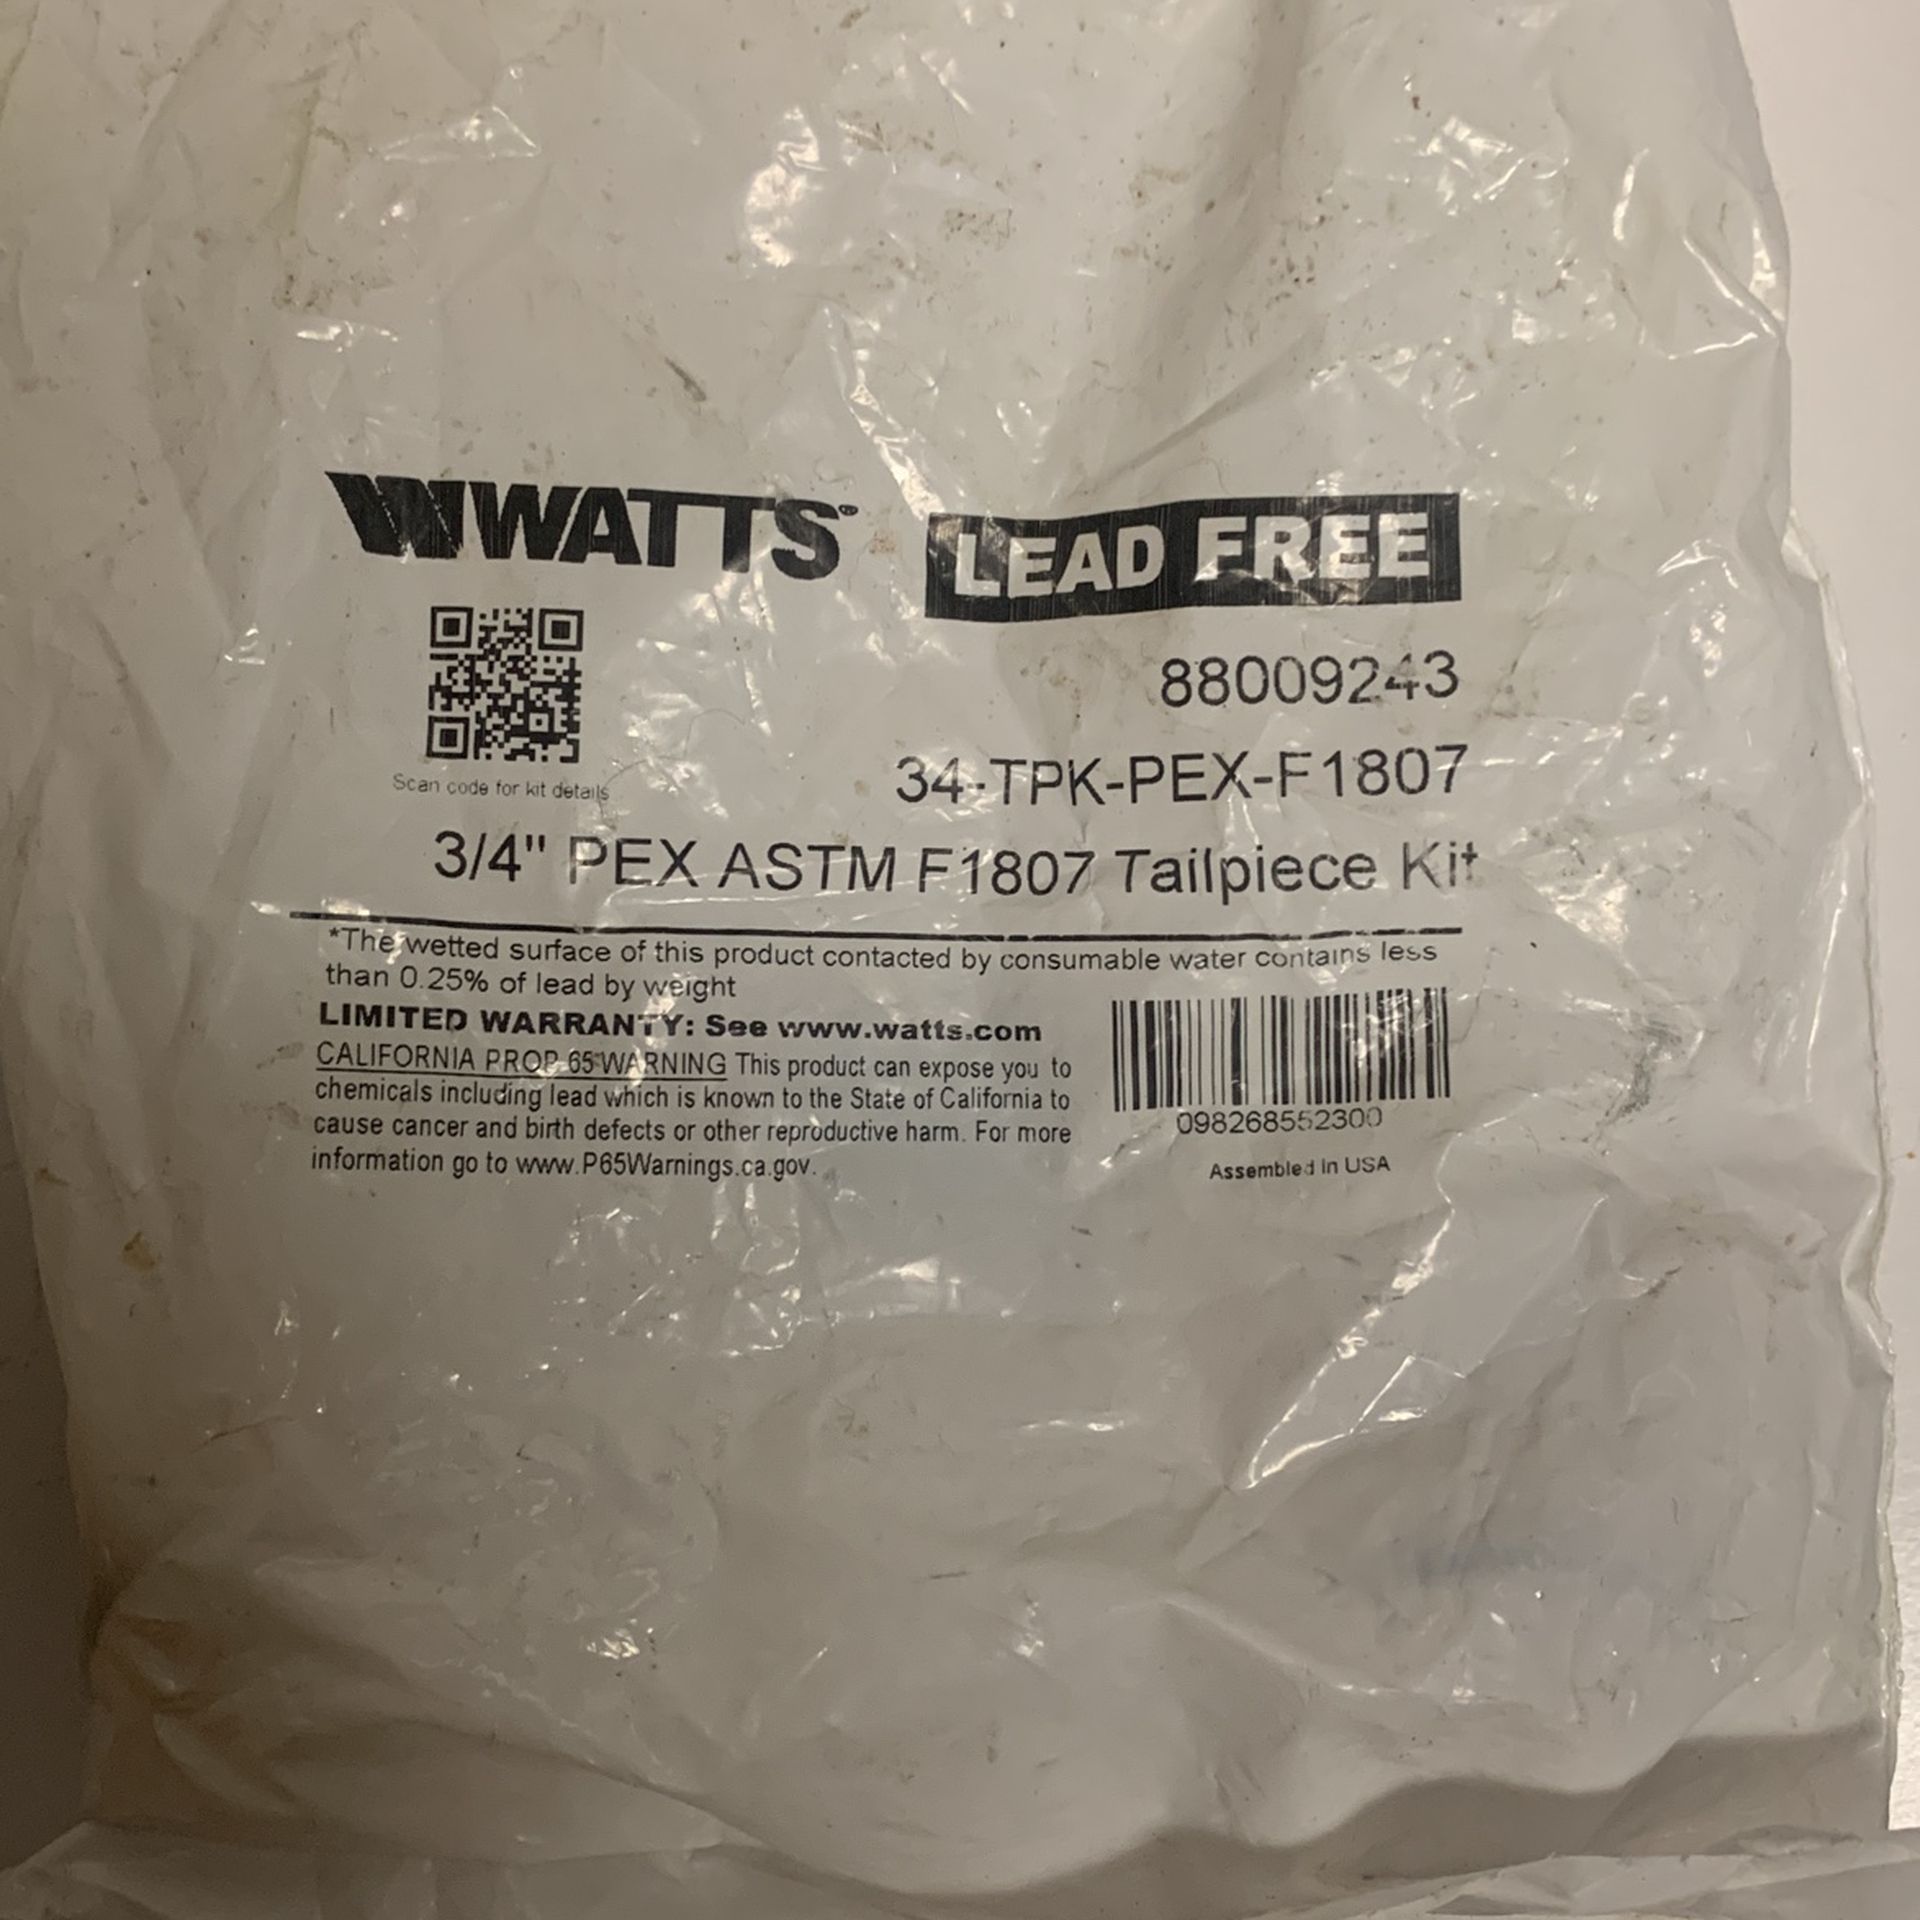 WATTS®
LEAD FREE
88009243
Scan code for kit details
34-TPK-PEX-F1807
3/4" PEX ASTM F1807 Tailpiece Kit
*The wetted surface of this product contacted by consumable water contains less
than 0.25% of lead by weight
LIMITED WARRANTY: See www.watts.com
CALIFORNIA PROP 65 WARNING This product can expose you to
chemicals including lead which is known to the State of California to
cause cancer and birth defects or other reproductive harm. For more
information go to www.P65Warnings.ca.gov.
098268552300
Assembled in USA